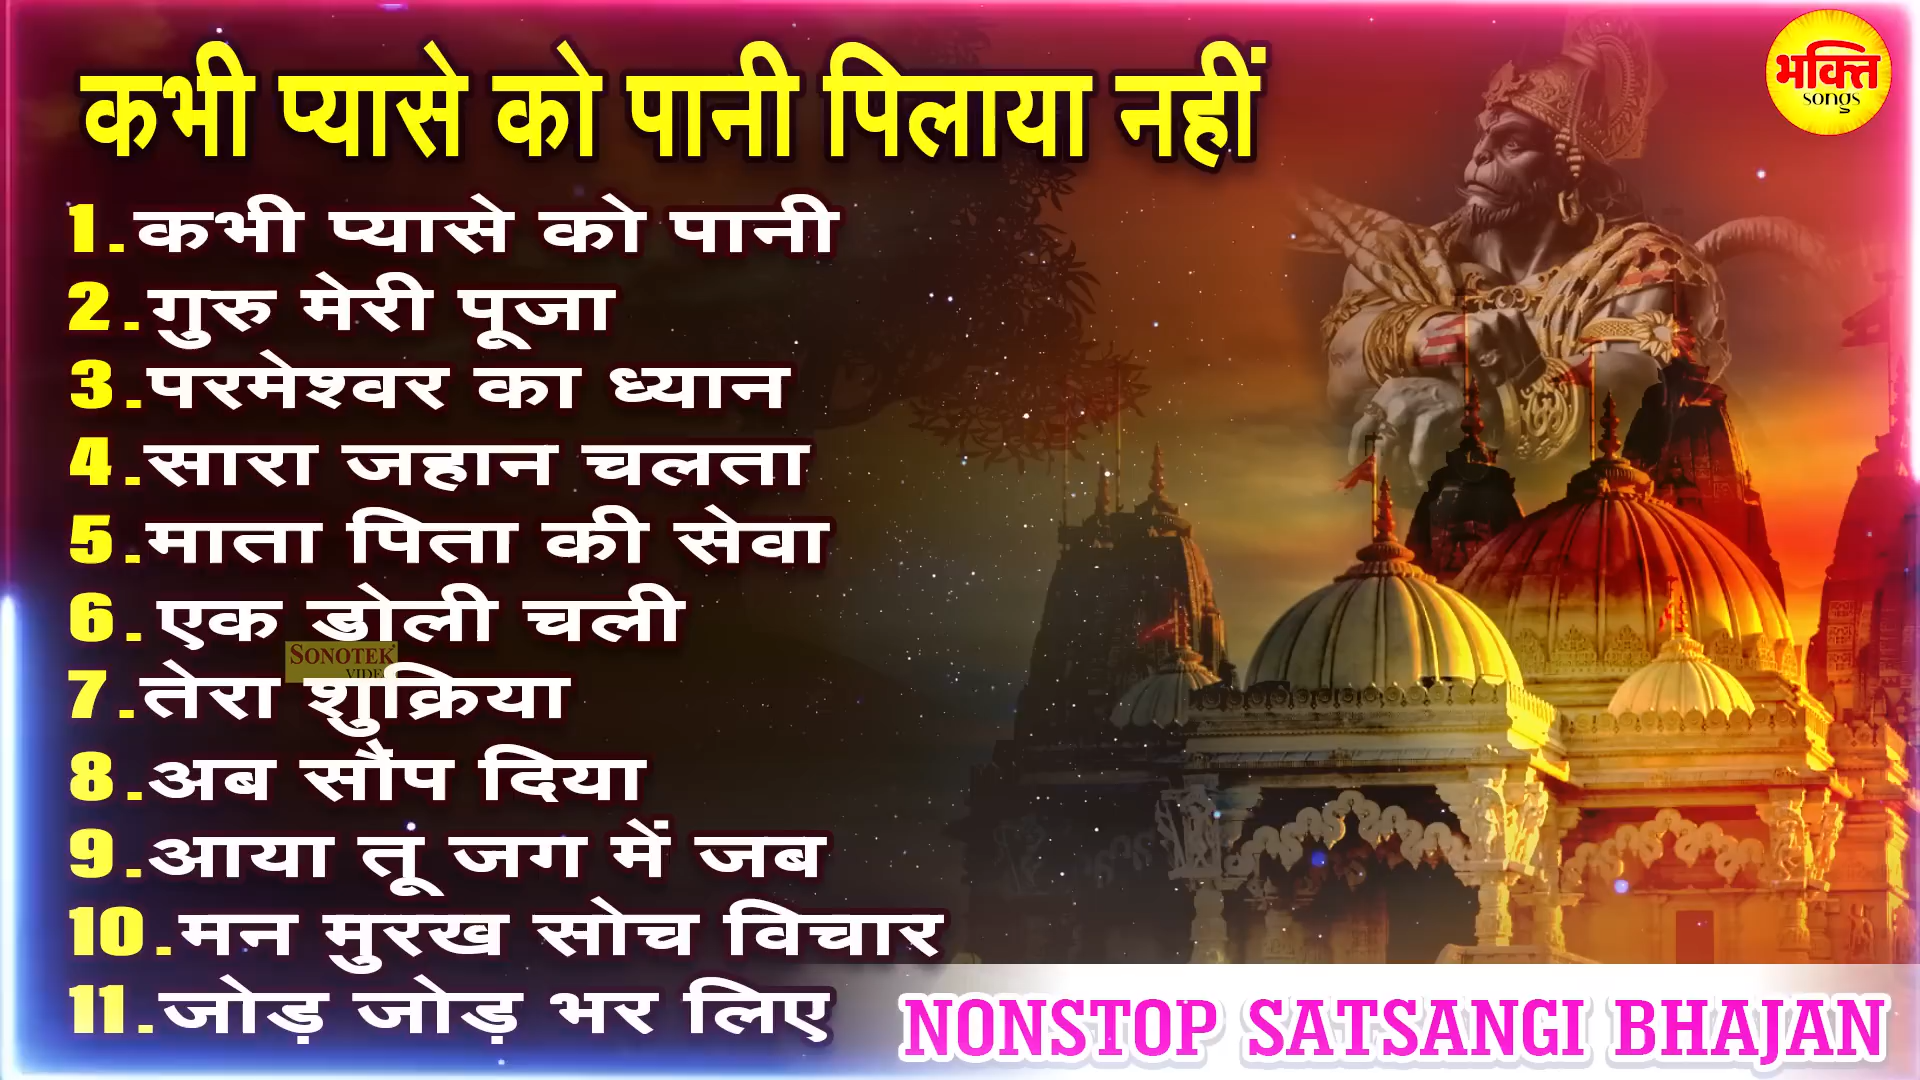 भक्ति
songs
कभी प्यासे को पानी पिलाया नहीं
1.कभी प्यासे को पानी
2.गुरु मेरी पूजा
3.परमेश्वर का ध्यान
4.सारा जहान चलता
5.माता पिता की सेवा
6.एक डोली चली
SONOTEK
VIDEO
7.तेरा शुक्रिया
8.अब सौंप दिया
9.आया तू जग में जब
10.मन मुरख सोच विचार
11.जोड़ जोड़ भर लिए
NONSTOP SATSANGI BHAJAN